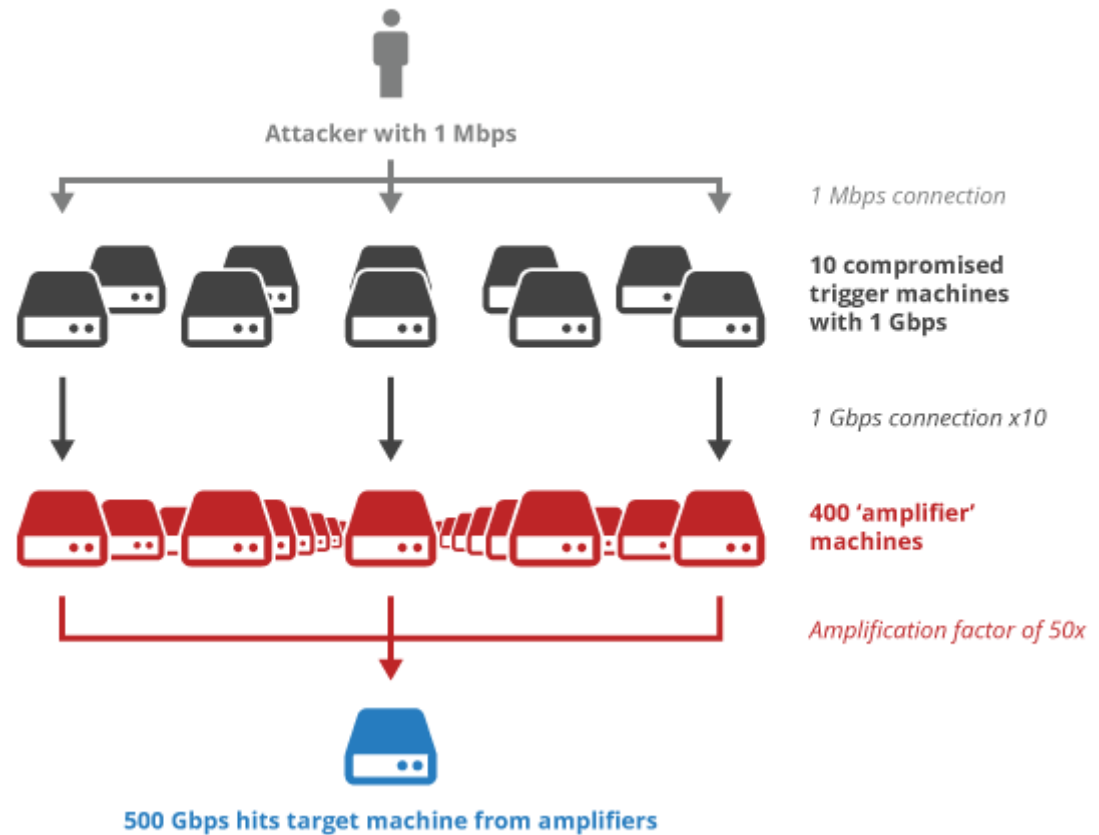 Attacker with 1 Mbps
1 Mbps connection
10 compromised
trigger machines
with 1 Gbps
1 Gbps connection x10
400 ‘amplifier’
machines
Amplification factor of 50x
500 Gbps hits target machine from amplifiers